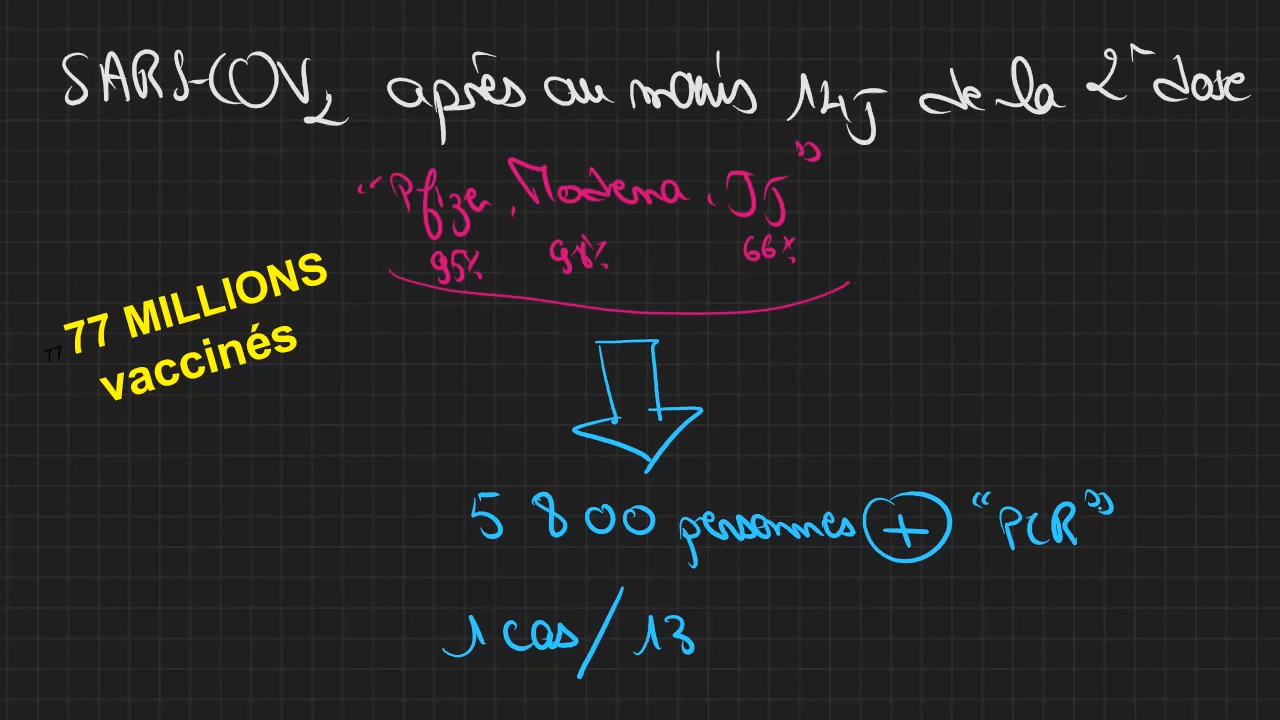 SARS-COV2 après au moins 14J de la 2e dose
"Pfizer, Moderna, JJ"
95% 94% 66%
77 MILLIONS
77
vaccinés
5 800 personnes + "PCR"
1 cas / 13